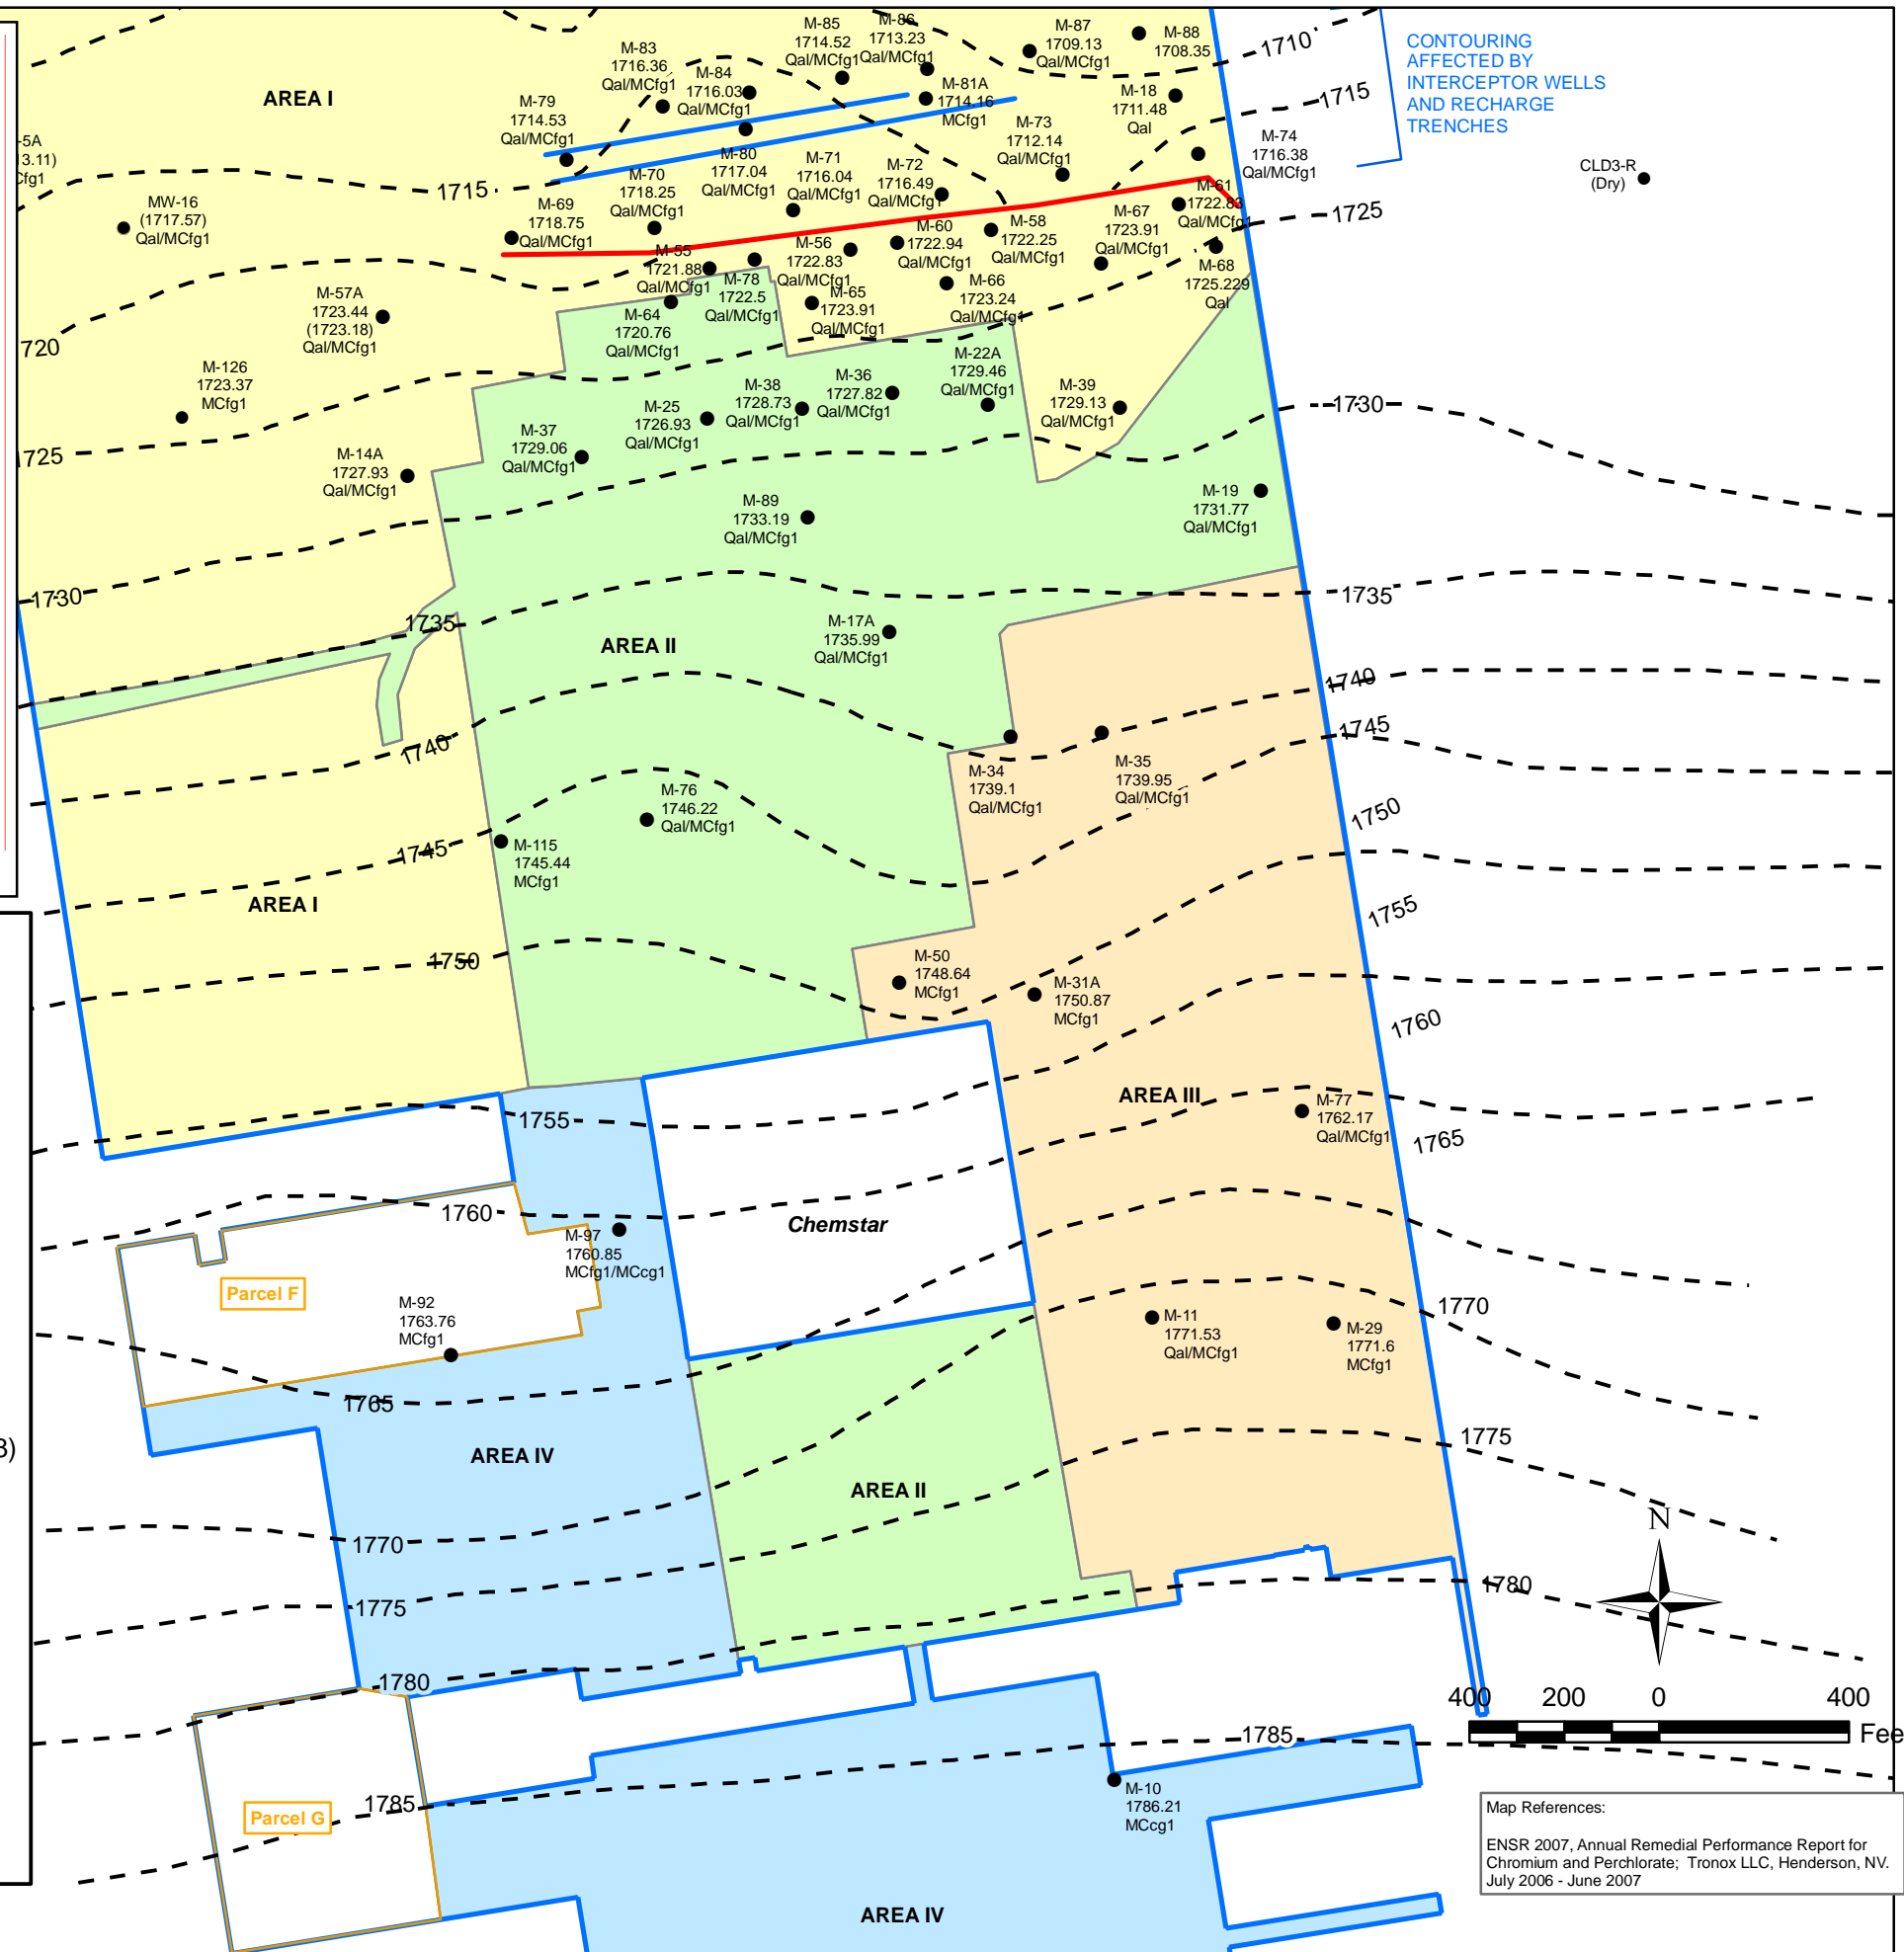 M-85
1714.52
Qal/MCfg1
M-86
1713.23
Qal/MCfg1
M-87
1709.13
Qal/MCfg1
M-88
1708.35
1710
CONTOURING
AFFECTED BY
INTERCEPTOR WELLS
AND RECHARGE
TRENCHES
M-83
1716.36
Qal/MCfg1
M-84
1716.03
Qal/MCfg1
AREA I
M-79
1714.53
Qal/MCfg1
M-81A
1714.16
MCfg1
M-18
1711.48
Qal
1715
M-73
1712.14
Qal/MCfg1
M-74
1716.38
Qal/MCfg1
CLD3-R
(Dry)
-5A
3.11)
Cfg1
1715
M-80
1717.04
Qal/MCfg1
M-71
1716.04
Qal/MCfg1
M-72
1716.49
Qal/MCfg1
M-70
1718.25
Qal/MCfg1
M-61
1722.83
Qal/MCfg1
1725
MW-16
(1717.57)
Qal/MCfg1
M-69
1718.75
Qal/MCfg1
M-67
1723.91
Qal/MCfg1
M-58
1722.25
Qal/MCfg1
M-60
1722.94
Qal/MCfg1
M-56
1722.83
Qal/MCfg1
M-55
1721.88
Qal/MCfg1
M-78
1722.5
Qal/MCfg1
M-68
1725.229
Qal
M-66
1723.24
Qal/MCfg1
M-65
1723.91
Qal/MCfg1
M-57A
1723.44
(1723.18)
Qal/MCfg1
M-64
1720.76
Qal/MCfg1
720
M-126
1723.37
MCfg1
M-22A
1729.46
Qal/MCfg1
M-36
1727.82
Qal/MCfg1
M-38
1728.73
Qal/MCfg1
M-39
1729.13
Qal/MCfg1
1730
M-25
1726.93
Qal/MCfg1
M-37
1729.06
Qal/MCfg1
1725
M-14A
1727.93
Qal/MCfg1
M-89
1733.19
Qal/MCfg1
M-19
1731.77
Qal/MCfg1
1730
1735
1735
AREA II
M-17A
1735.99
Qal/MCfg1
1740
1745
1740
M-34
1739.1
Qal/MCfg1
M-35
1739.95
Qal/MCfg1
M-76
1746.22
Qal/MCfg1
1750
M-115
1745.44
MCfg1
1745
AREA I
1755
1750
M-50
1748.64
MCfg1
M-31A
1750.87
MCfg1
1760
AREA III
M-77
1762.17
Qal/MCfg1
1755
1765
1760
Chemstar
M-97
1760.85
MCfg1/MCcg1
Parcel F
M-92
1763.76
MCfg1
M-11
1771.53
Qal/MCfg1
M-29
1771.6
MCfg1
1770
1765
1775
3)
AREA IV
AREA II
N
1770
1775
1780
1780
400 200 0 400
Fee
1785
1785
Parcel G
M-10
1786.21
MCcg1
Map References:
ENSR 2007, Annual Remedial Performance Report for
Chromium and Perchlorate; Tronox LLC, Henderson, NV.
July 2006 - June 2007
AREA IV